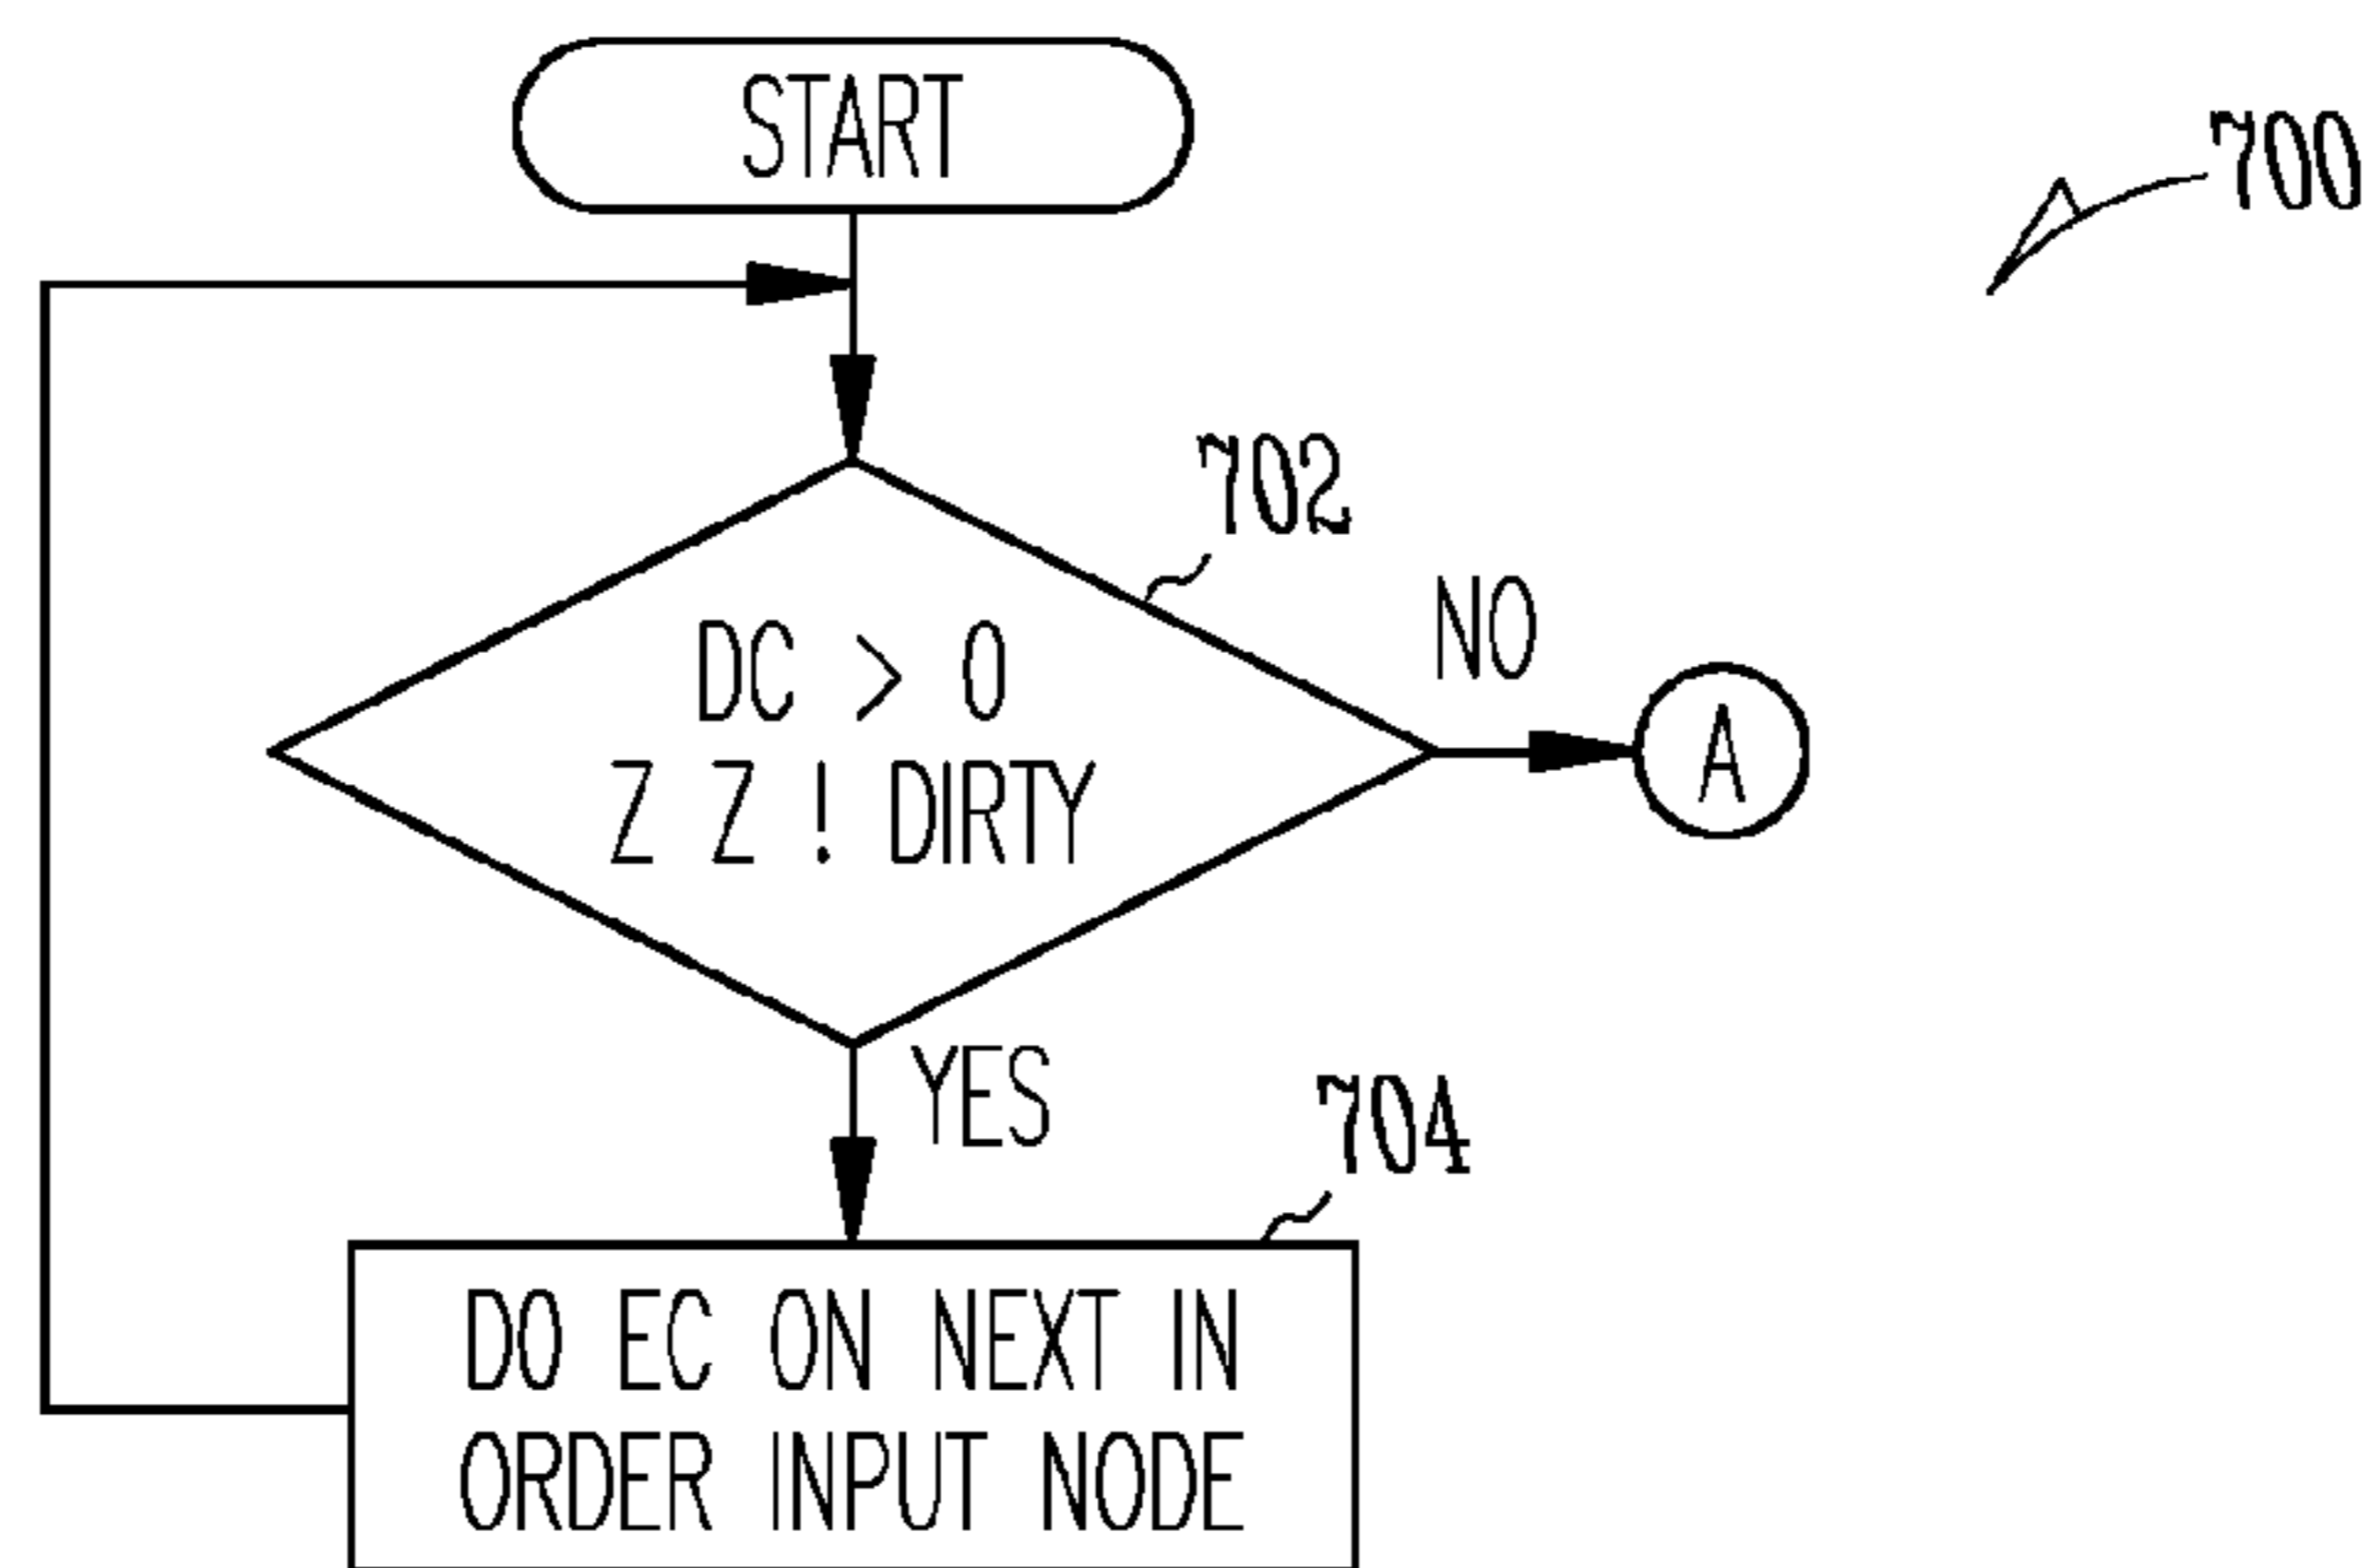 START
700
702
DC > 0
Z Z ! DIRTY
NO
A
YES
704
DO EC ON NEXT IN
ORDER INPUT NODE